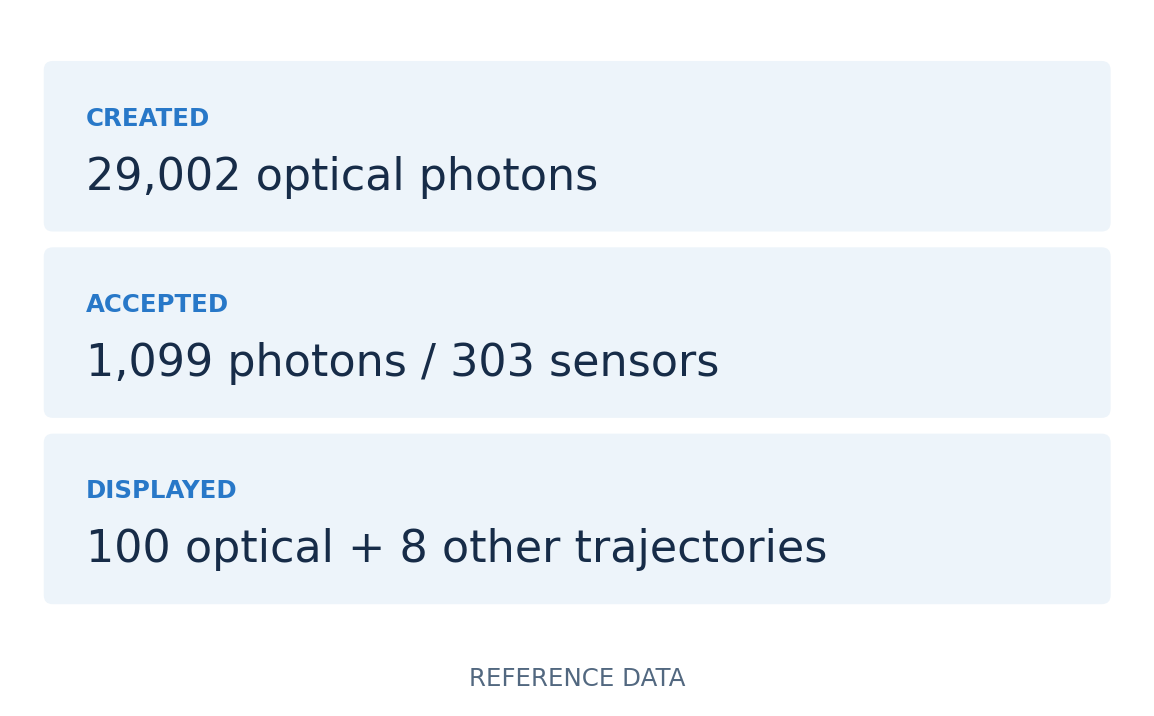 CREATED
29,002 optical photons
ACCEPTED
1,099 photons / 303 sensors
DISPLAYED
100 optical + 8 other trajectories
REFERENCE DATA